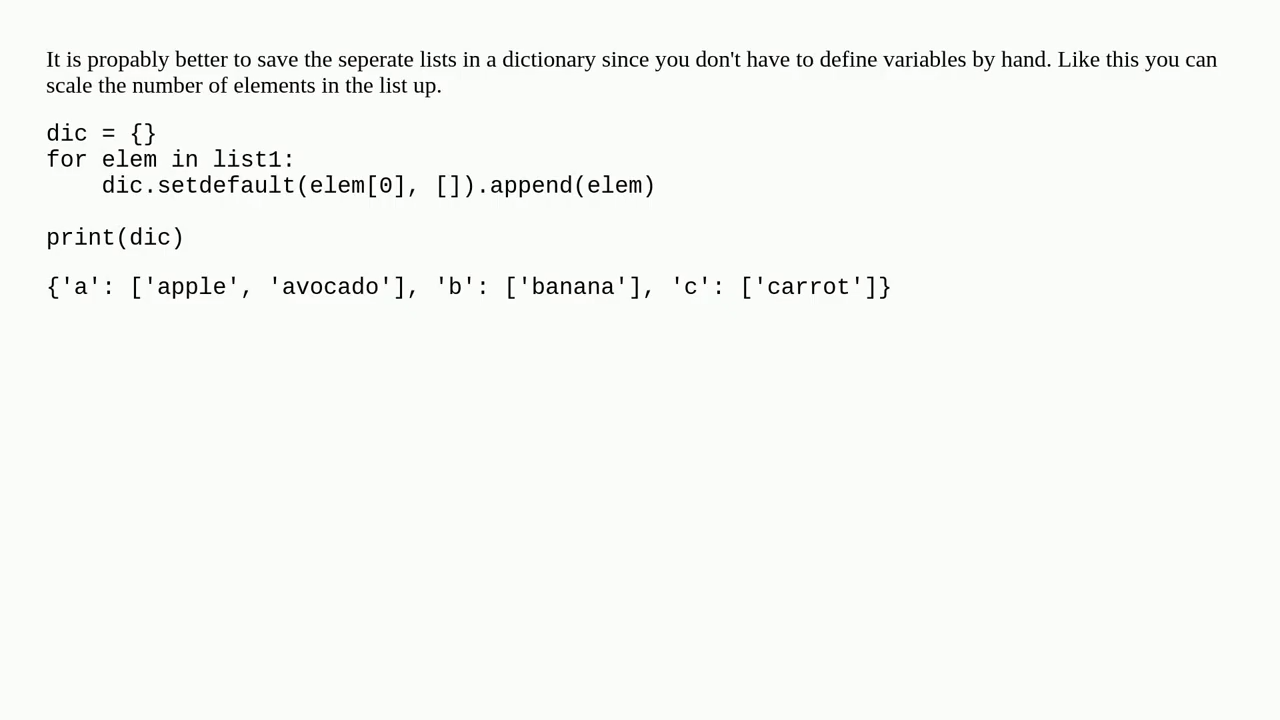 It is propably better to save the seperate lists in a dictionary since you don't have to define variables by hand. Like this you can
scale the number of elements in the list up.
dic = {}
for elem in list1:
    dic.setdefault(elem[0], []).append(elem)
print(dic)
{'a': ['apple', 'avocado'], 'b': ['banana'], 'c': ['carrot']}